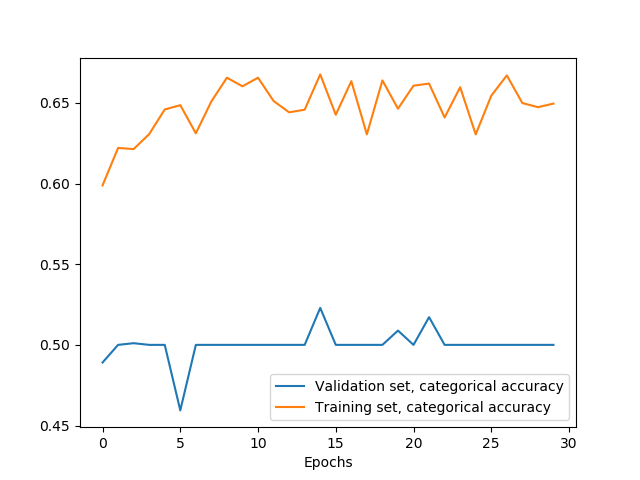 0.65
0.60
0.55
0.50
0.45
Validation set, categorical accuracy
Training set, categorical accuracy
0 5 10 15 20 25 30
Epochs